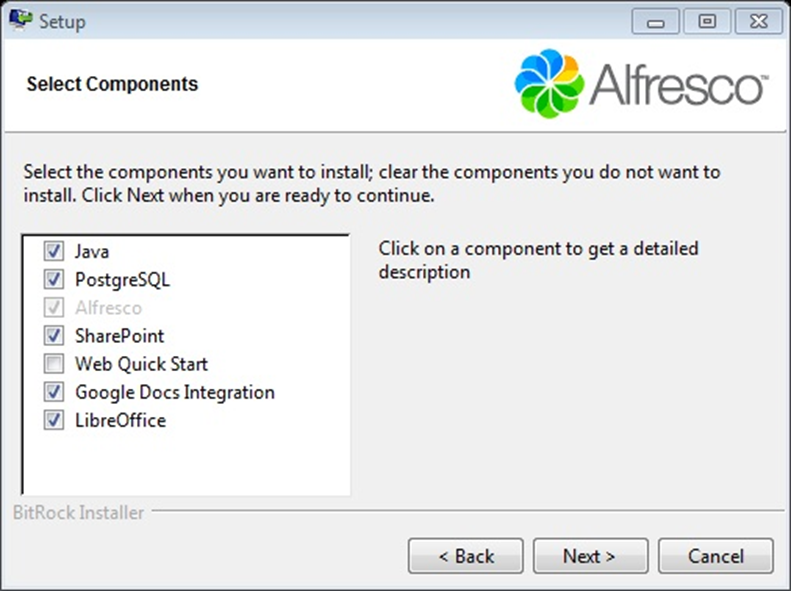 Setup
Select Components
Alfresco™
Select the components you want to install; clear the components you do not want to
install. Click Next when you are ready to continue.
Java
PostgreSQL
Alfresco
SharePoint
Web Quick Start
Google Docs Integration
LibreOffice
Click on a component to get a detailed
description
BitRock Installer
< Back
Next >
Cancel